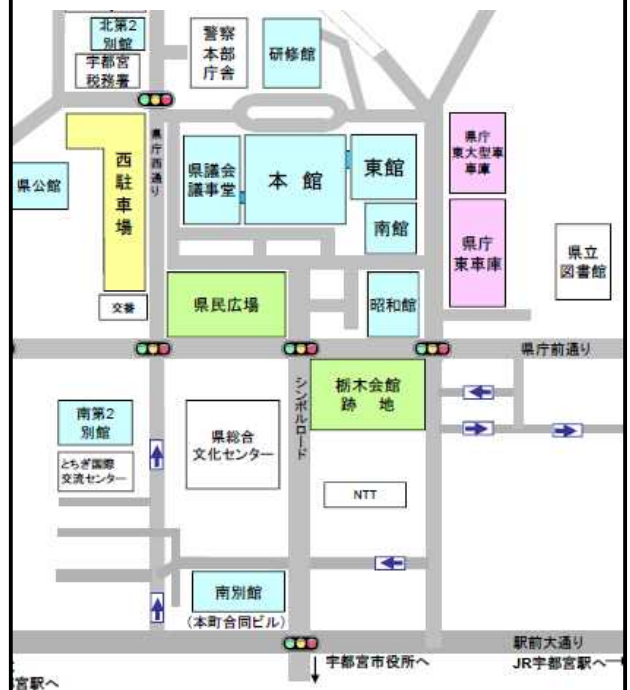 北第2
別館
宇都宮
税務署
警察
本部
庁舎
研修館
県庁西通り
県公館
西駐車場
県議会
議事堂
本館
東館
南館
県庁
東大型車
車庫
県庁
東車庫
県立
図書館
交番
県民広場
昭和館
県庁前通り
シンボルロード
栃木会館
跡地
南第2
別館
とちぎ国際
交流センター
県総合
文化センター
NTT
南別館
(本町合同ビル)
駅前大通り
宇都宮市役所へ
JR宇都宮駅へ
宮駅へ